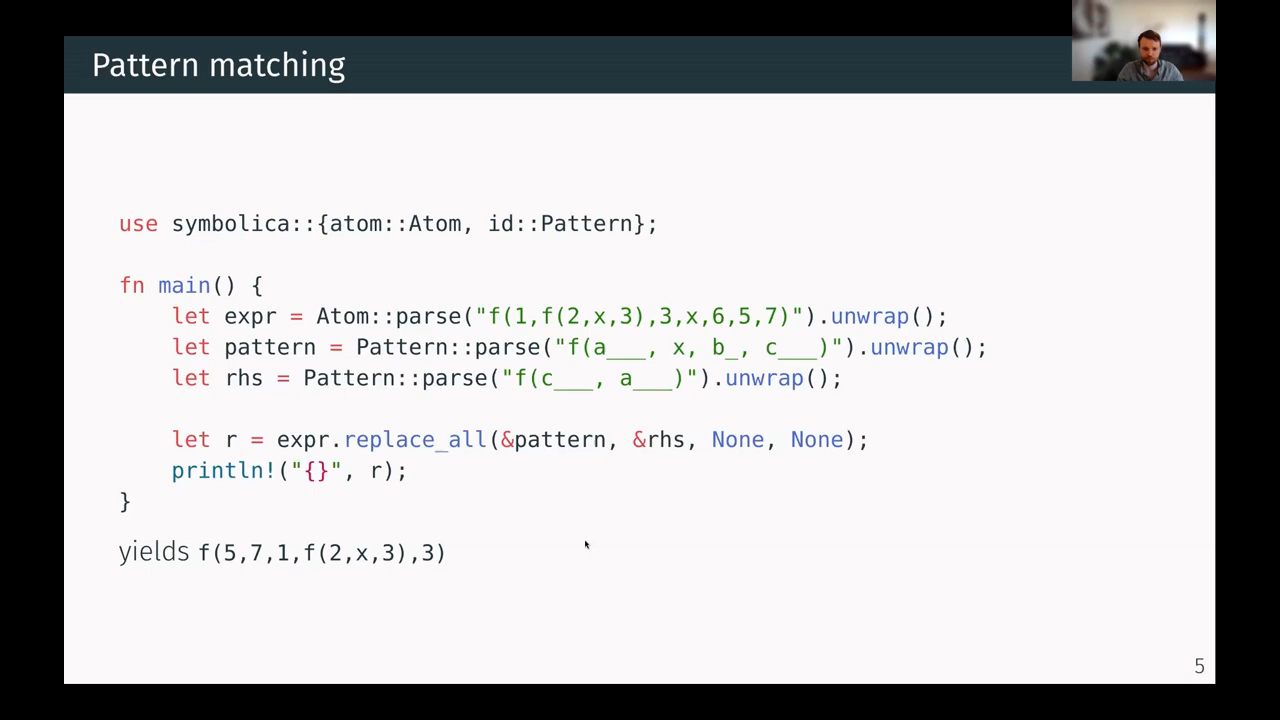 Pattern matching
use symbolica::{atom::Atom, id::Pattern};
fn main() {
    let expr = Atom::parse("f(1,f(2,x,3),3,x,6,5,7)").unwrap();
    let pattern = Pattern::parse("f(a___, x, b_, c___)").unwrap();
    let rhs = Pattern::parse("f(c___, a___)").unwrap();
    let r = expr.replace_all(&pattern, &rhs, None, None);
    println!("{}", r);
}
yields f(5,7,1,f(2,x,3),3)
5